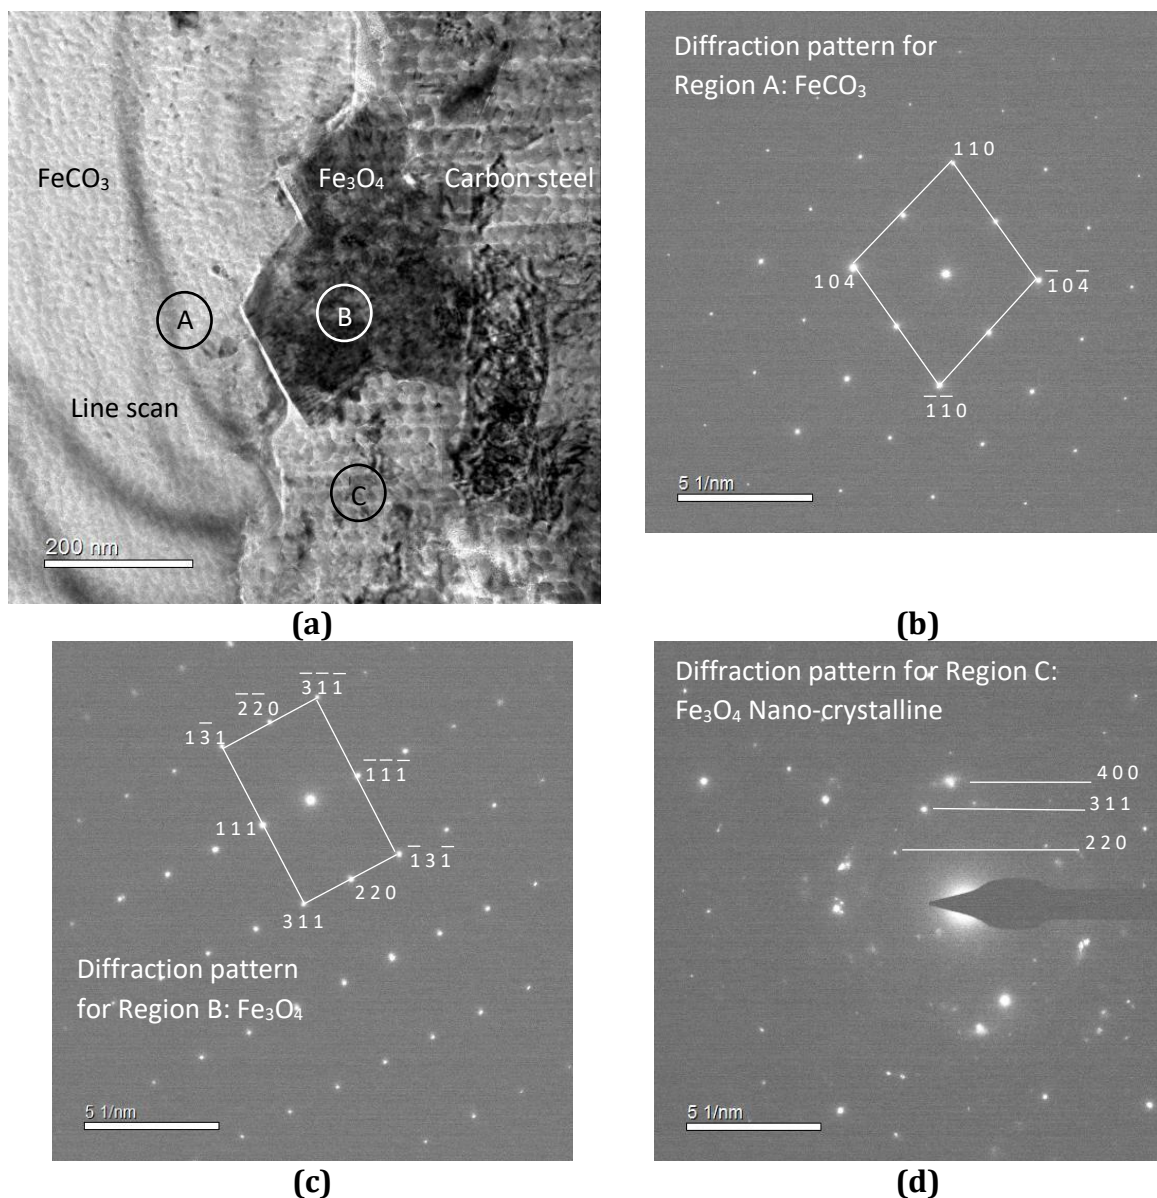 FeCO₃
Fe₃O₄
Carbon steel
A
B
Line scan
C
200 nm
(a)
Diffraction pattern for
Region A: FeCO₃
1 1 0
1 0 4
1̅ 0 4̅
1̅ 1̅ 0
5 1/nm
(b)
3̅ 1̅ 1̅
2̅ 2̅ 0
1 3̅ 1
1̅ 1̅ 1̅
1 1 1
1̅ 3 1̅
2 2 0
3 1 1
Diffraction pattern
for Region B: Fe₃O₄
5 1/nm
(c)
Diffraction pattern for Region C:
Fe₃O₄ Nano-crystalline
4 0 0
3 1 1
2 2 0
5 1/nm
(d)